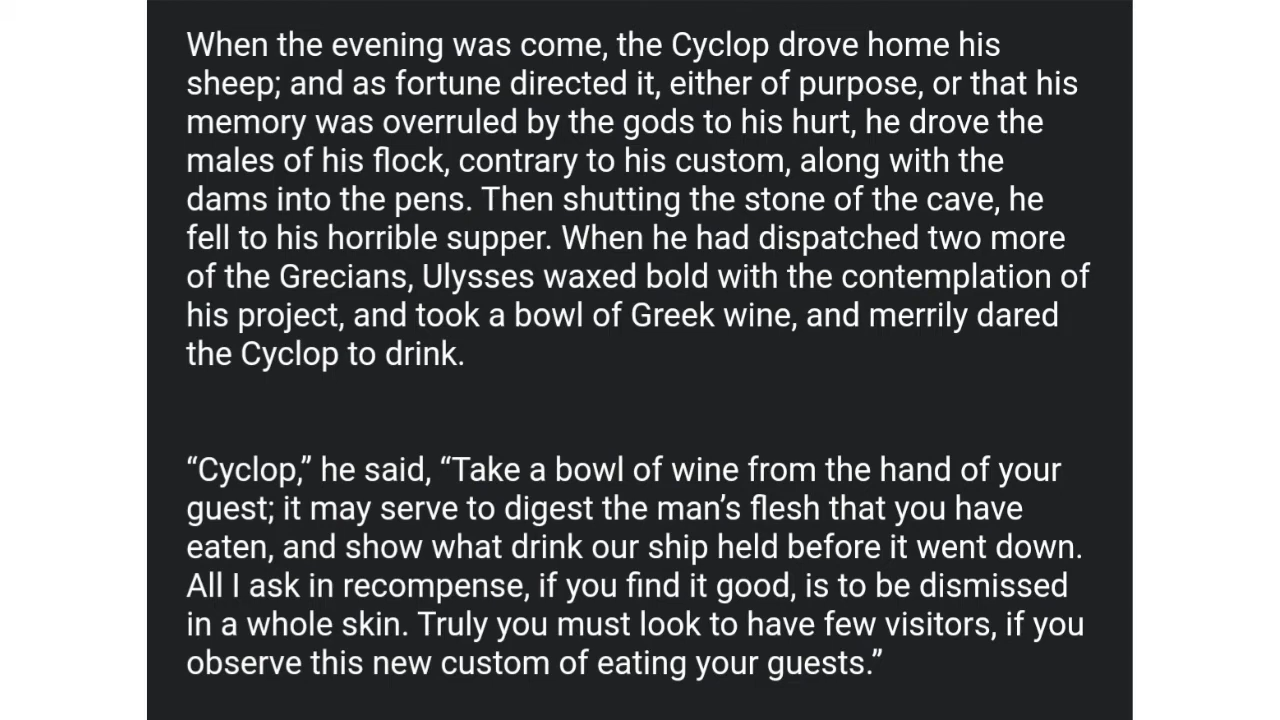 When the evening was come, the Cyclop drove home his
sheep; and as fortune directed it, either of purpose, or that his
memory was overruled by the gods to his hurt, he drove the
males of his flock, contrary to his custom, along with the
dams into the pens. Then shutting the stone of the cave, he
fell to his horrible supper. When he had dispatched two more
of the Grecians, Ulysses waxed bold with the contemplation of
his project, and took a bowl of Greek wine, and merrily dared
the Cyclop to drink.
“Cyclop,” he said, “Take a bowl of wine from the hand of your
guest; it may serve to digest the man’s flesh that you have
eaten, and show what drink our ship held before it went down.
All I ask in recompense, if you find it good, is to be dismissed
in a whole skin. Truly you must look to have few visitors, if you
observe this new custom of eating your guests.”